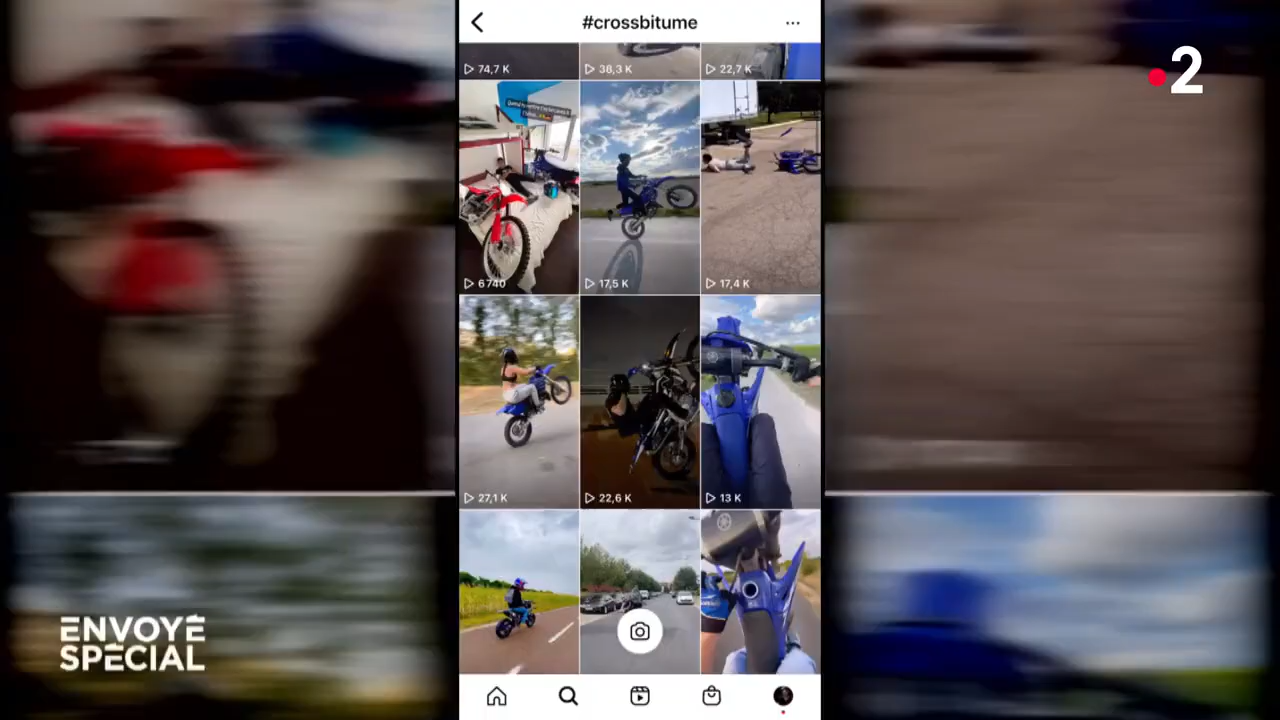 #crossbitume
...
74,7 K
38,3 K
22,7 K
6 740
17,5 K
17,4 K
27,1 K
22,6 K
13 K
2
ENVOYÉ
SPÉCIAL